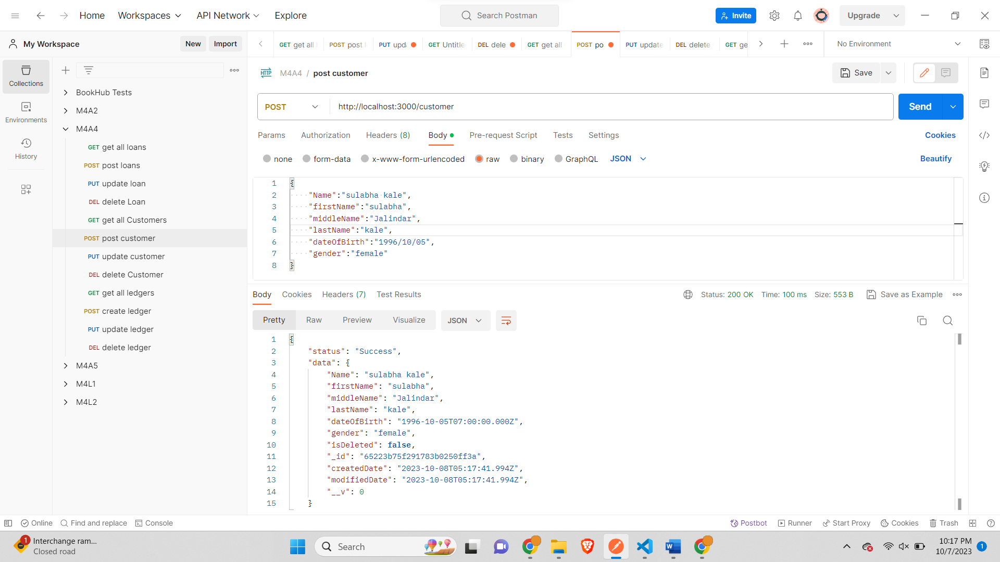 Home Workspaces API Network Explore Search Postman Invite Upgrade
My Workspace New Import
GET get all POST post l PUT upd GET Untitle DEL dele GET get all POST po PUT update DEL delete GET ge No Environment
Collections
Environments
History
BookHub Tests
M4A2
M4A4
GET get all loans
POST post loans
PUT update loan
DEL delete Loan
GET get all Customers
POST post customer
PUT update customer
DEL delete Customer
GET get all ledgers
POST create ledger
PUT update ledger
DEL delete ledger
M4A5
M4L1
M4L2
HTTP M4A4 / post customer Save
POST http://localhost:3000/customer Send
Params Authorization Headers (8) Body Pre-request Script Tests Settings Cookies
none form-data x-www-form-urlencoded raw binary GraphQL JSON Beautify
1 {
2 "Name":"sulabha kale",
3 "firstName":"sulabha",
4 "middleName":"Jalindar",
5 "lastName":"kale",
6 "dateOfBirth":"1996/10/05",
7 "gender":"female"
8 }
Body Cookies Headers (7) Test Results Status: 200 OK Time: 100 ms Size: 553 B Save as Example
Pretty Raw Preview Visualize JSON
1 {
2 "status": "Success",
3 "data": {
4 "Name": "sulabha kale",
5 "firstName": "sulabha",
6 "middleName": "Jalindar",
7 "lastName": "kale",
8 "dateOfBirth": "1996-10-05T07:00:00.000Z",
9 "gender": "female",
10 "isDeleted": false,
11 "_id": "65223b75f291783b0250ff3a",
12 "createdDate": "2023-10-08T05:17:41.994Z",
13 "modifiedDate": "2023-10-08T05:17:41.994Z",
14 "__v": 0
15 }
Online Find and replace Console Postbot Runner Start Proxy Cookies Trash
1 Interchange ram...
Closed road
Search
W
10:17 PM
10/7/2023
1